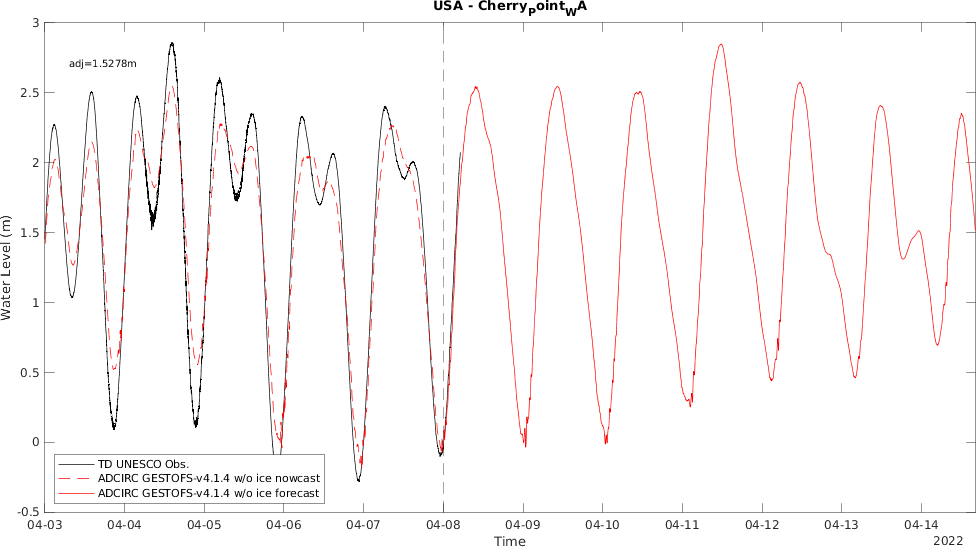 USA - CherryPointWA
adj=1.5278m
3
2.5
2
1.5
1
0.5
0
-0.5
Water Level (m)
TD UNESCO Obs.
ADCIRC GESTOFS-v4.1.4 w/o ice nowcast
ADCIRC GESTOFS-v4.1.4 w/o ice forecast
04-03 04-04 04-05 04-06 04-07 04-08 04-09 04-10 04-11 04-12 04-13 04-14
Time
2022